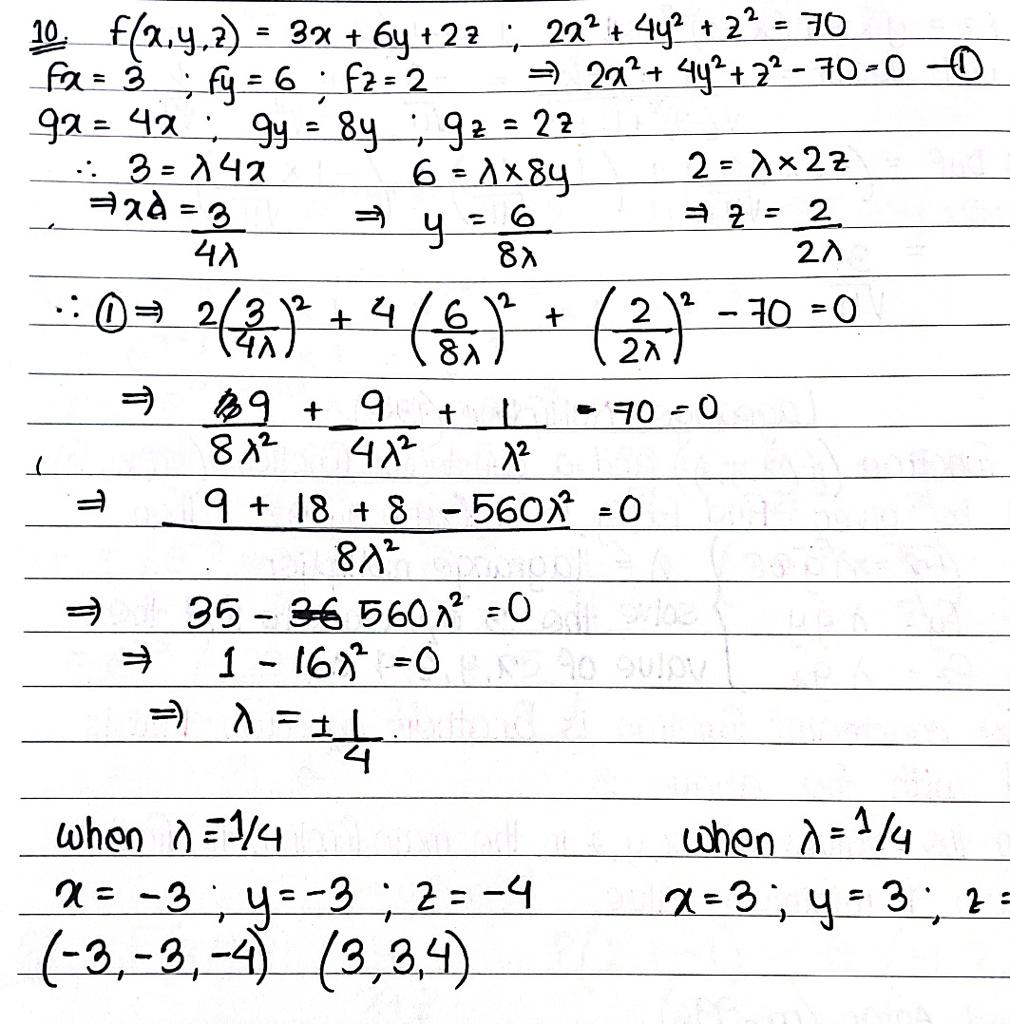 10. f(x,y,z) = 3x + 6y + 2z ; 2x² + 4y² + z² = 70
fx = 3 ; fy = 6 ; fz = 2 ⇒ 2x² + 4y² + z² - 70 = 0 —①
gx = 4x ; gy = 8y ; gz = 2z
∴ 3 = λ4x 6 = λ×8y 2 = λ×2z
⇒ x = 3/4λ ⇒ y = 6/8λ ⇒ z = 2/2λ
∴ ① ⇒ 2(3/4λ)² + 4(6/8λ)² + (2/2λ)² - 70 = 0
⇒ 9/8λ² + 9/4λ² + 1/λ² - 70 = 0
⇒ (9 + 18 + 8 - 560λ²)/8λ² = 0
⇒ 35 - 560λ² = 0
⇒ 1 - 16λ² = 0
⇒ λ = ±1/4.
when λ = -1/4 when λ = 1/4
x = -3 ; y = -3 ; z = -4 x = 3 ; y = 3 ; z =
(-3,-3,-4) (3,3,4)